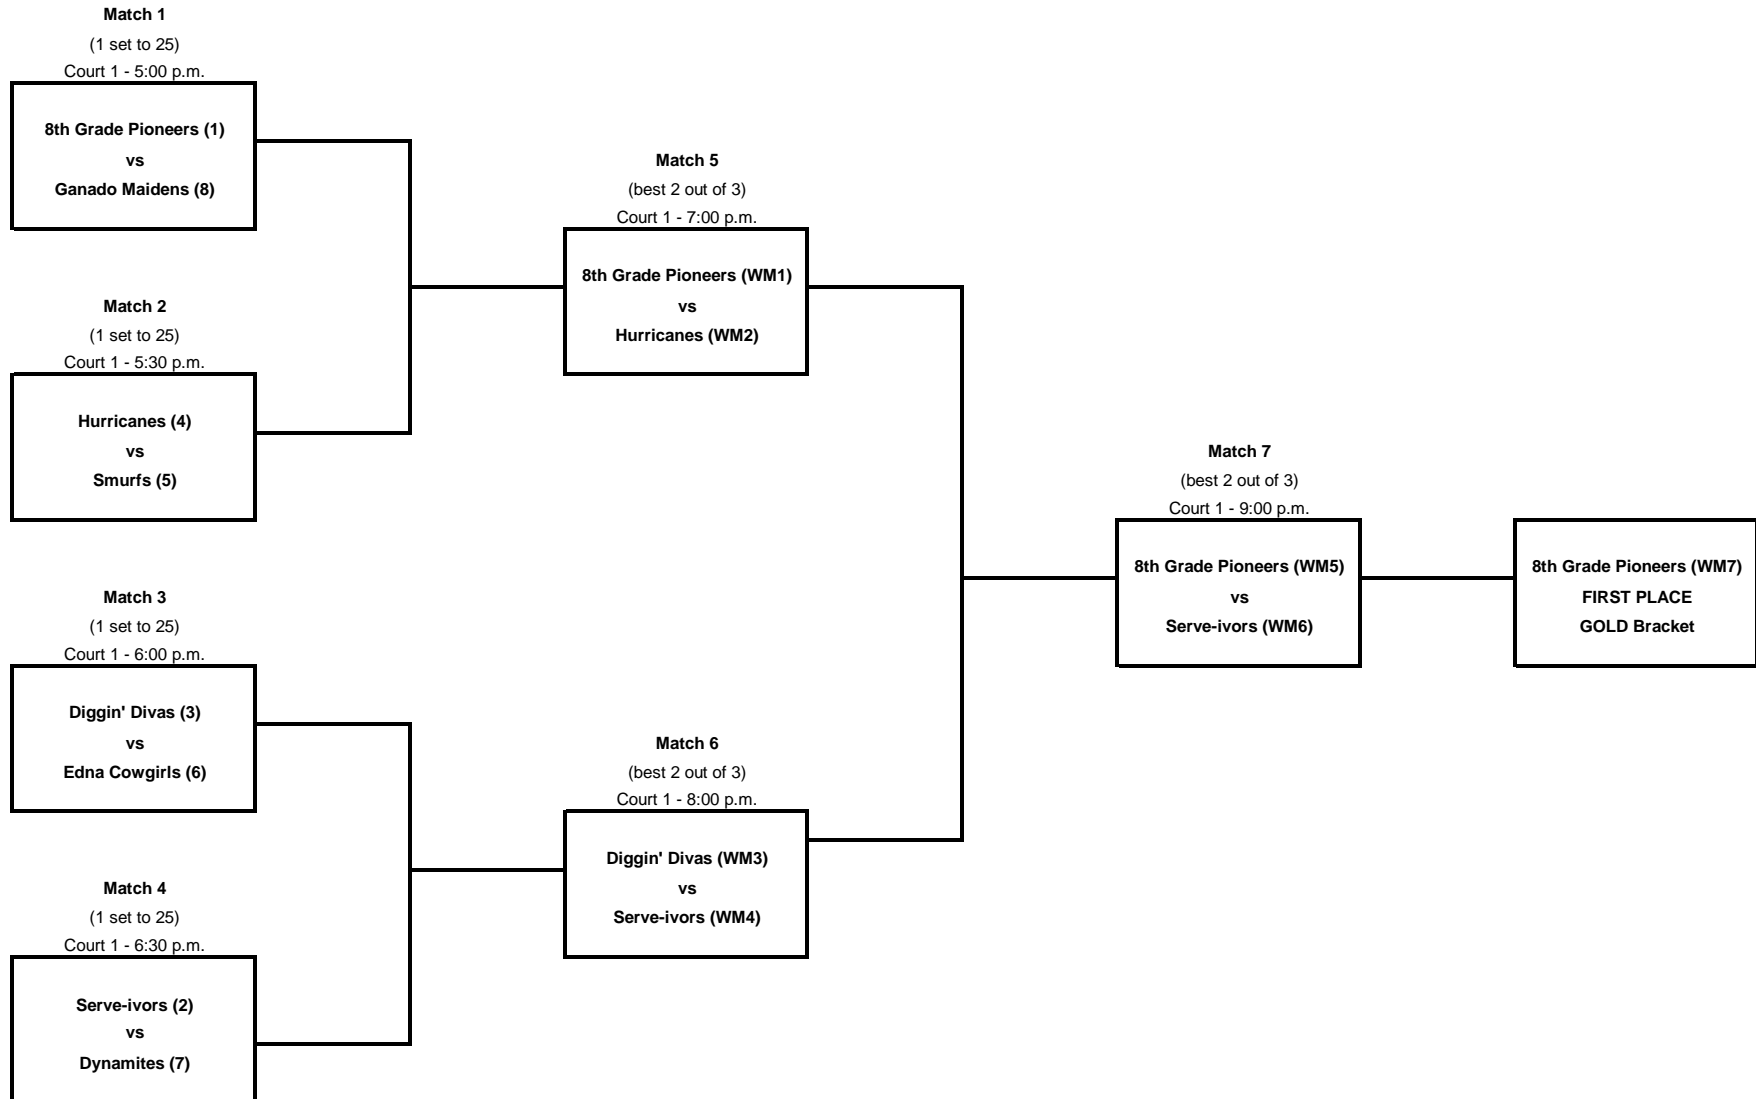 Match 1
(1 set to 25)
Court 1 - 5:00 p.m.
8th Grade Pioneers (1)
vs
Ganado Maidens (8)
Match 2
(1 set to 25)
Court 1 - 5:30 p.m.
Hurricanes (4)
vs
Smurfs (5)
Match 3
(1 set to 25)
Court 1 - 6:00 p.m.
Diggin' Divas (3)
vs
Edna Cowgirls (6)
Match 4
(1 set to 25)
Court 1 - 6:30 p.m.
Serve-ivors (2)
vs
Dynamites (7)
Match 5
(best 2 out of 3)
Court 1 - 7:00 p.m.
8th Grade Pioneers (WM1)
vs
Hurricanes (WM2)
Match 6
(best 2 out of 3)
Court 1 - 8:00 p.m.
Diggin' Divas (WM3)
vs
Serve-ivors (WM4)
Match 7
(best 2 out of 3)
Court 1 - 9:00 p.m.
8th Grade Pioneers (WM5)
vs
Serve-ivors (WM6)
8th Grade Pioneers (WM7)
FIRST PLACE
GOLD Bracket